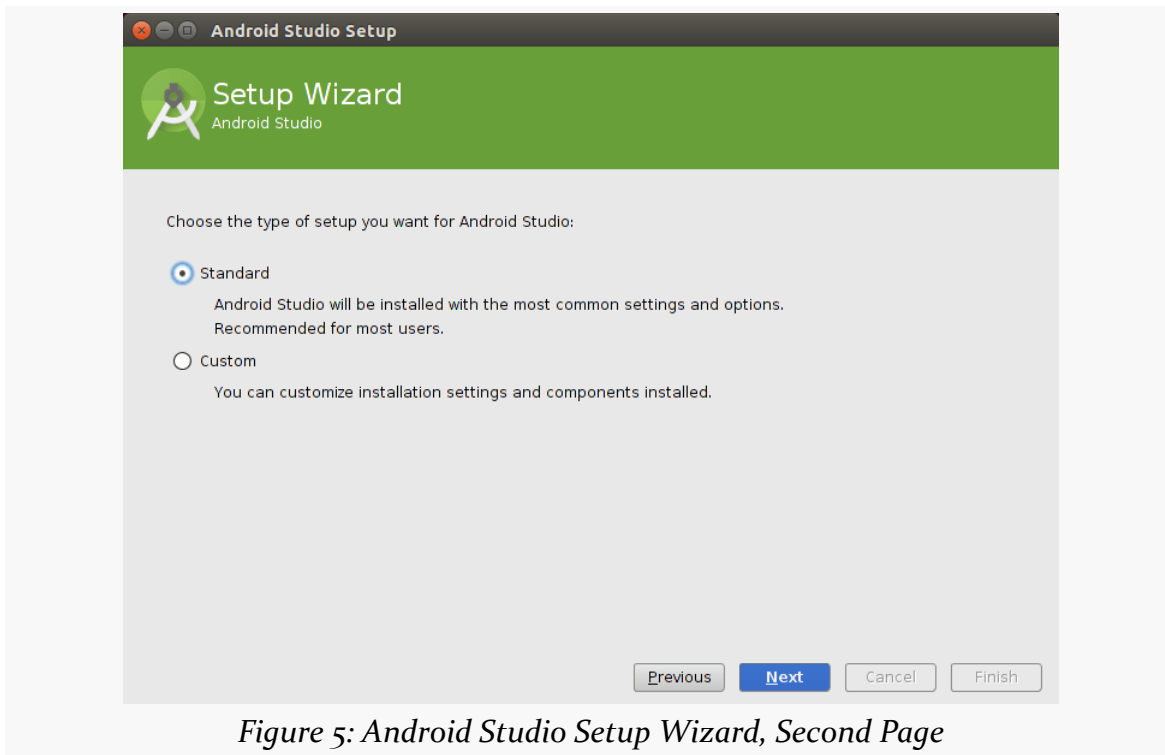 Android Studio Setup
Setup Wizard
Android Studio
Choose the type of setup you want for Android Studio:
Standard
Android Studio will be installed with the most common settings and options.
Recommended for most users.
Custom
You can customize installation settings and components installed.
Previous Next Cancel Finish
Figure 5: Android Studio Setup Wizard, Second Page